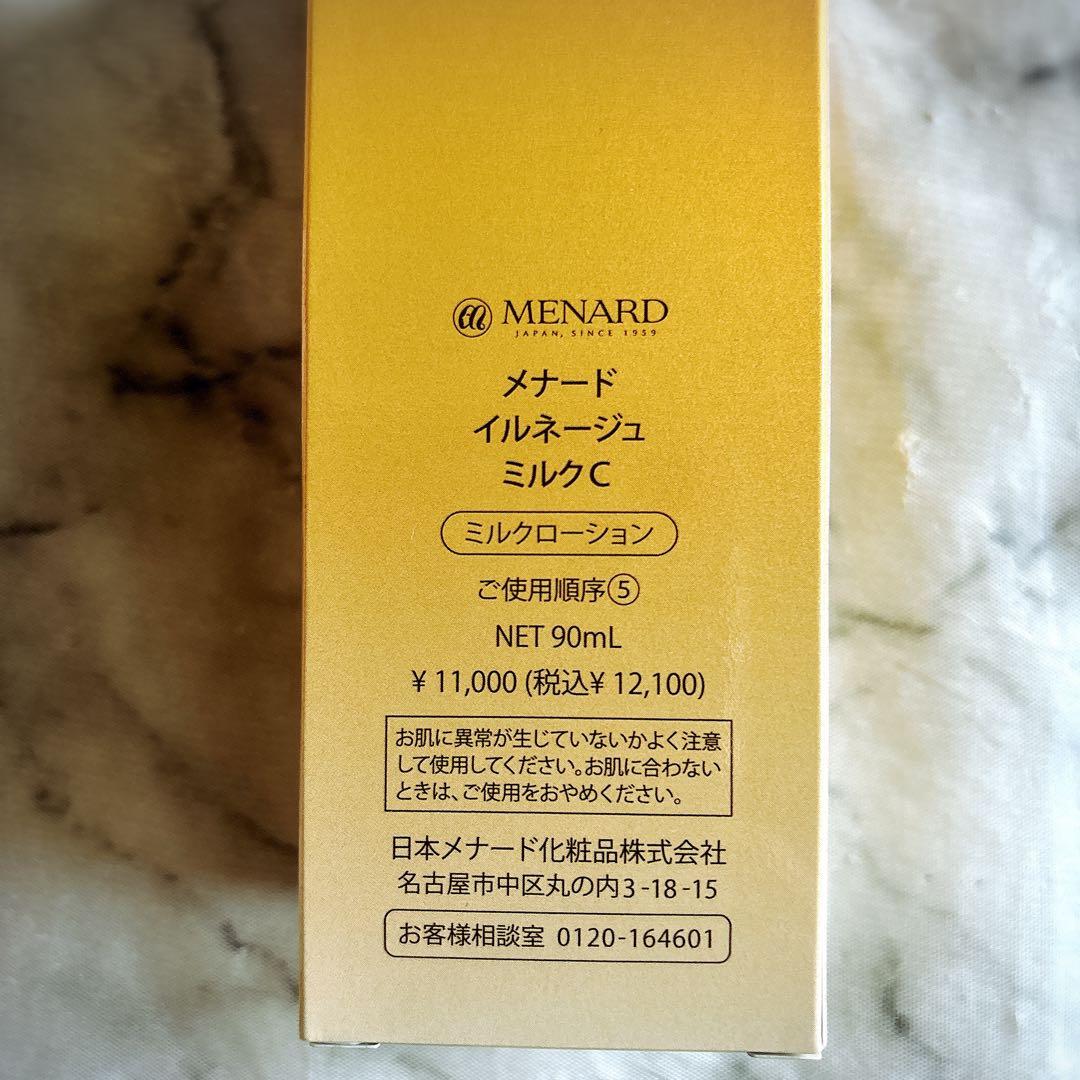 MENARD
JAPAN, SINCE 1959
メナード
イルネージュ
ミルクC
ミルクローション
ご使用順序⑤
NET 90mL
¥11,000 (税込¥12,100)
お肌に異常が生じていないかよく注意
して使用してください。お肌に合わない
ときは、ご使用をおやめください。
日本メナード化粧品株式会社
名古屋市中区丸の内3-18-15
お客様相談室 0120-164601